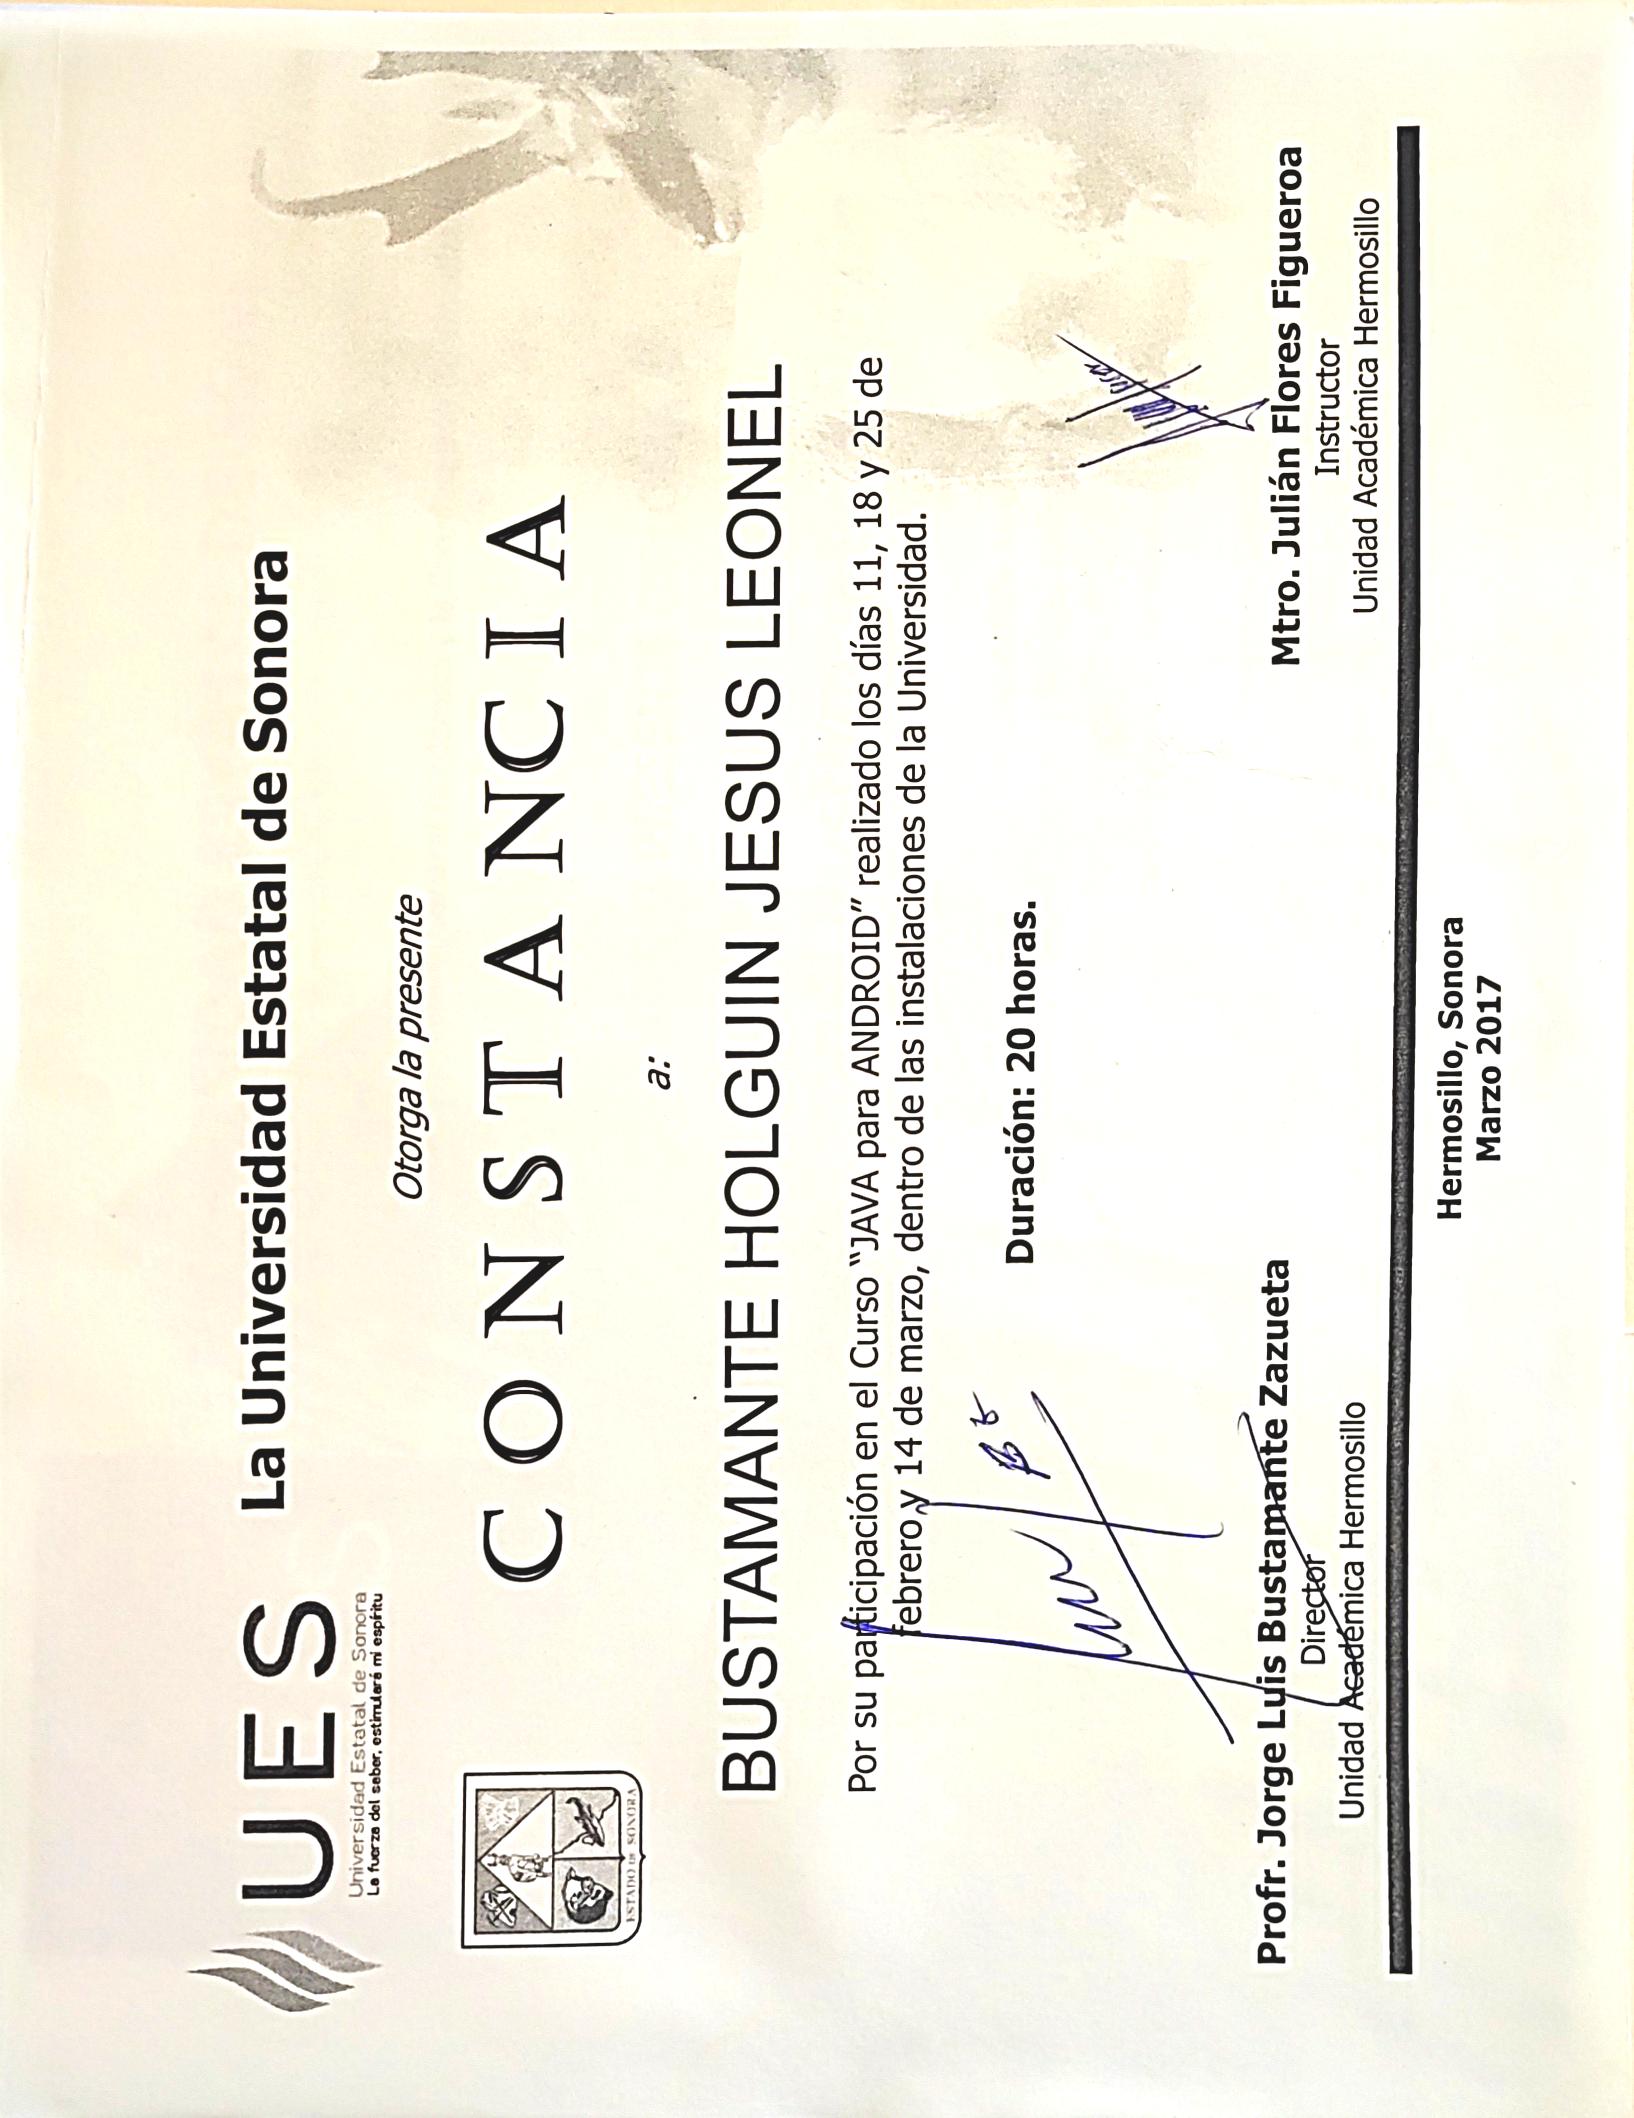 UES
La Universidad Estatal de Sonora
Universidad Estatal de Sonora
La fuerza del saber, estimulará mi espíritu
Otorga la presente
CONSTANCIA
ESTADO DE SONORA
a:
BUSTAMANTE HOLGUIN JESUS LEONEL
Por su participación en el Curso “JAVA para ANDROID” realizado los días 11, 18 y 25 de
febrero y 14 de marzo, dentro de las instalaciones de la Universidad.
Duración: 20 horas.
Profr. Jorge Luis Bustamante Zazueta
Director
Unidad Académica Hermosillo
Mtro. Julián Flores Figueroa
Instructor
Unidad Académica Hermosillo
Hermosillo, Sonora
Marzo 2017